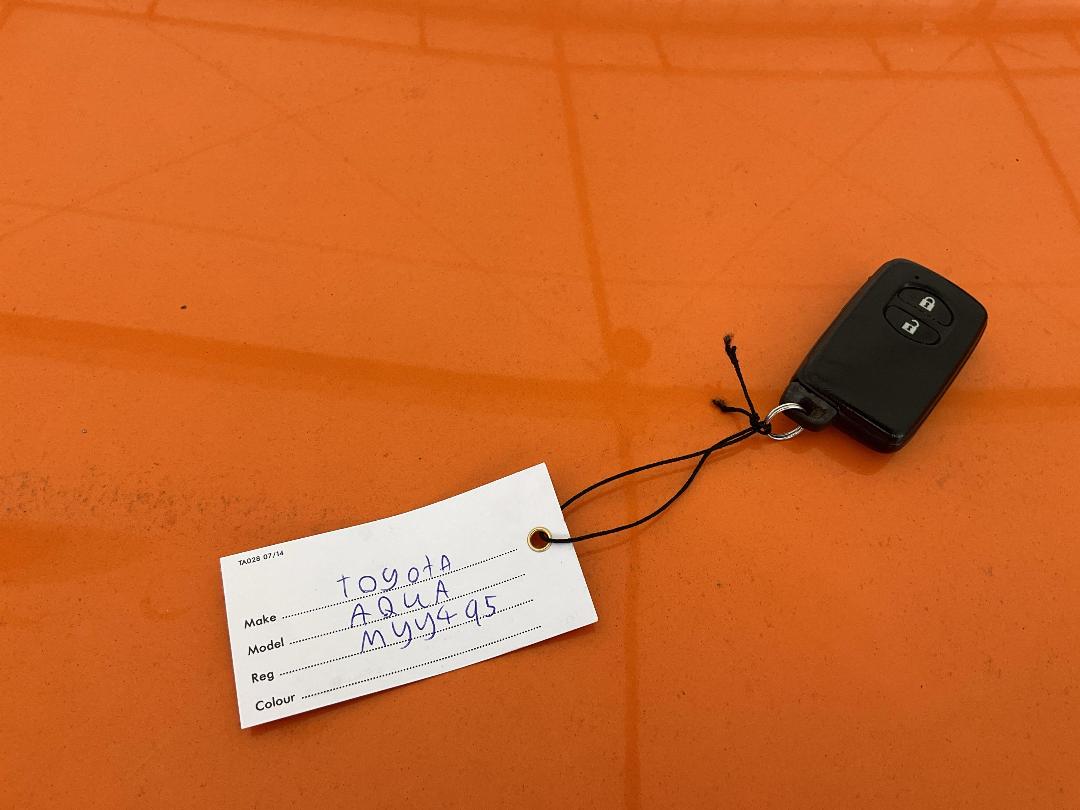 TA028 07/14
Make TOYOTA
Model AQUA
Reg MYY495
Colour